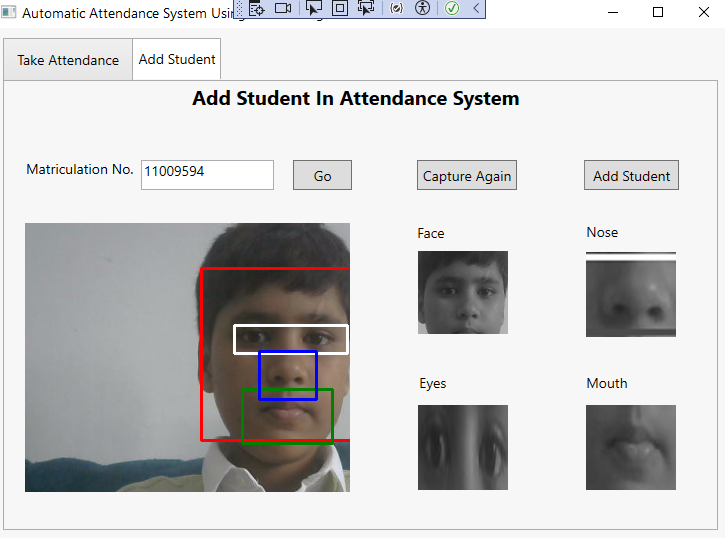 Automatic Attendance System Using
Take Attendance
Add Student
Add Student In Attendance System
Matriculation No.
11009594
Go
Capture Again
Add Student
Face
Nose
Eyes
Mouth